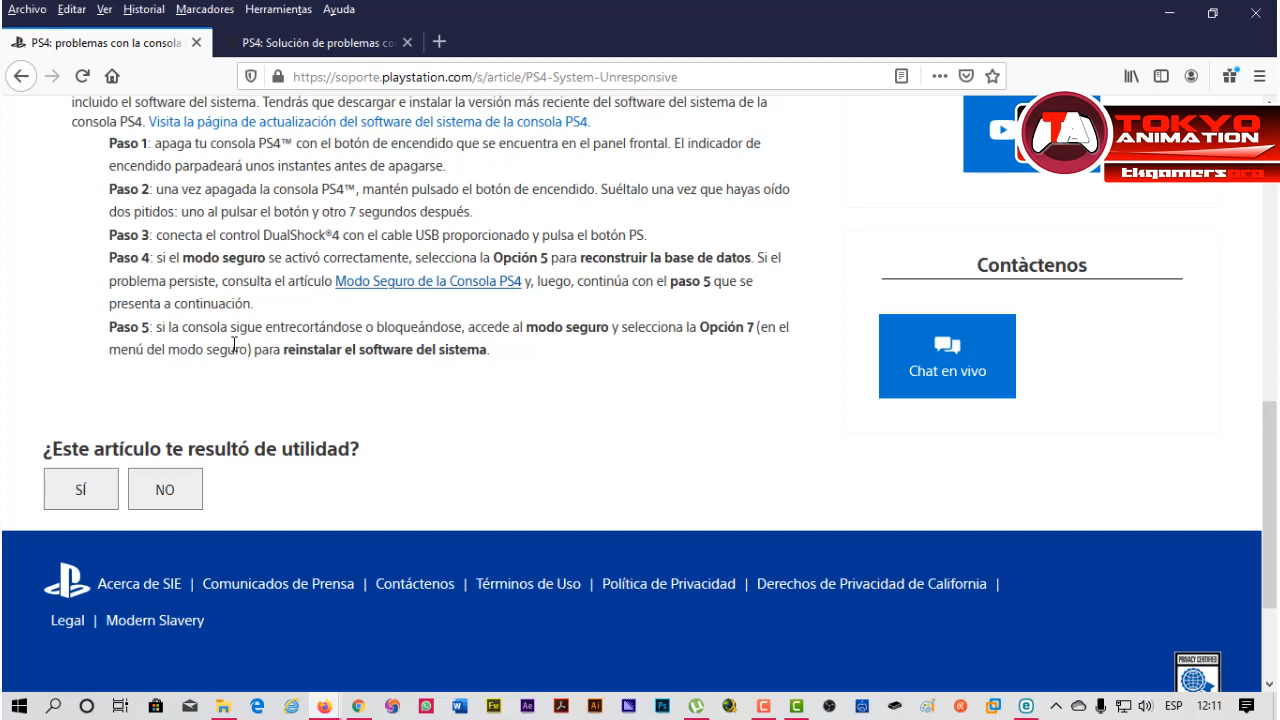 Archivo Editar Ver Historial Marcadores Herramientas Ayuda
PS4: problemas con la consola
PS4: Solución de problemas co
https://soporte.playstation.com/s/article/PS4-System-Unresponsive
incluido el software del sistema. Tendrás que descargar e instalar la versión más reciente del software del sistema de la
consola PS4. Visita la página de actualización del software del sistema de la consola PS4.
Paso 1: apaga tu consola PS4™ con el botón de encendido que se encuentra en el panel frontal. El indicador de
encendido parpadeará unos instantes antes de apagarse.
Paso 2: una vez apagada la consola PS4™, mantén pulsado el botón de encendido. Suéltalo una vez que hayas oído
dos pitidos: uno al pulsar el botón y otro 7 segundos después.
Paso 3: conecta el control DualShock®4 con el cable USB proporcionado y pulsa el botón PS.
Paso 4: si el modo seguro se activó correctamente, selecciona la Opción 5 para reconstruir la base de datos. Si el
problema persiste, consulta el artículo Modo Seguro de la Consola PS4 y, luego, continúa con el paso 5 que se
presenta a continuación.
Paso 5: si la consola sigue entrecortándose o bloqueándose, accede al modo seguro y selecciona la Opción 7 (en el
menú del modo seguro) para reinstalar el software del sistema.
TA TOKYO
ANIMATION
tkgamers.pro
Contàctenos
Chat en vivo
¿Este artículo te resultó de utilidad?
SÍ
NO
Acerca de SIE | Comunicados de Prensa | Contáctenos | Términos de Uso | Política de Privacidad | Derechos de Privacidad de California |
Legal | Modern Slavery
PRIVACY CERTIFIED
W Fw Ae Ai Ps
ESP 12:11